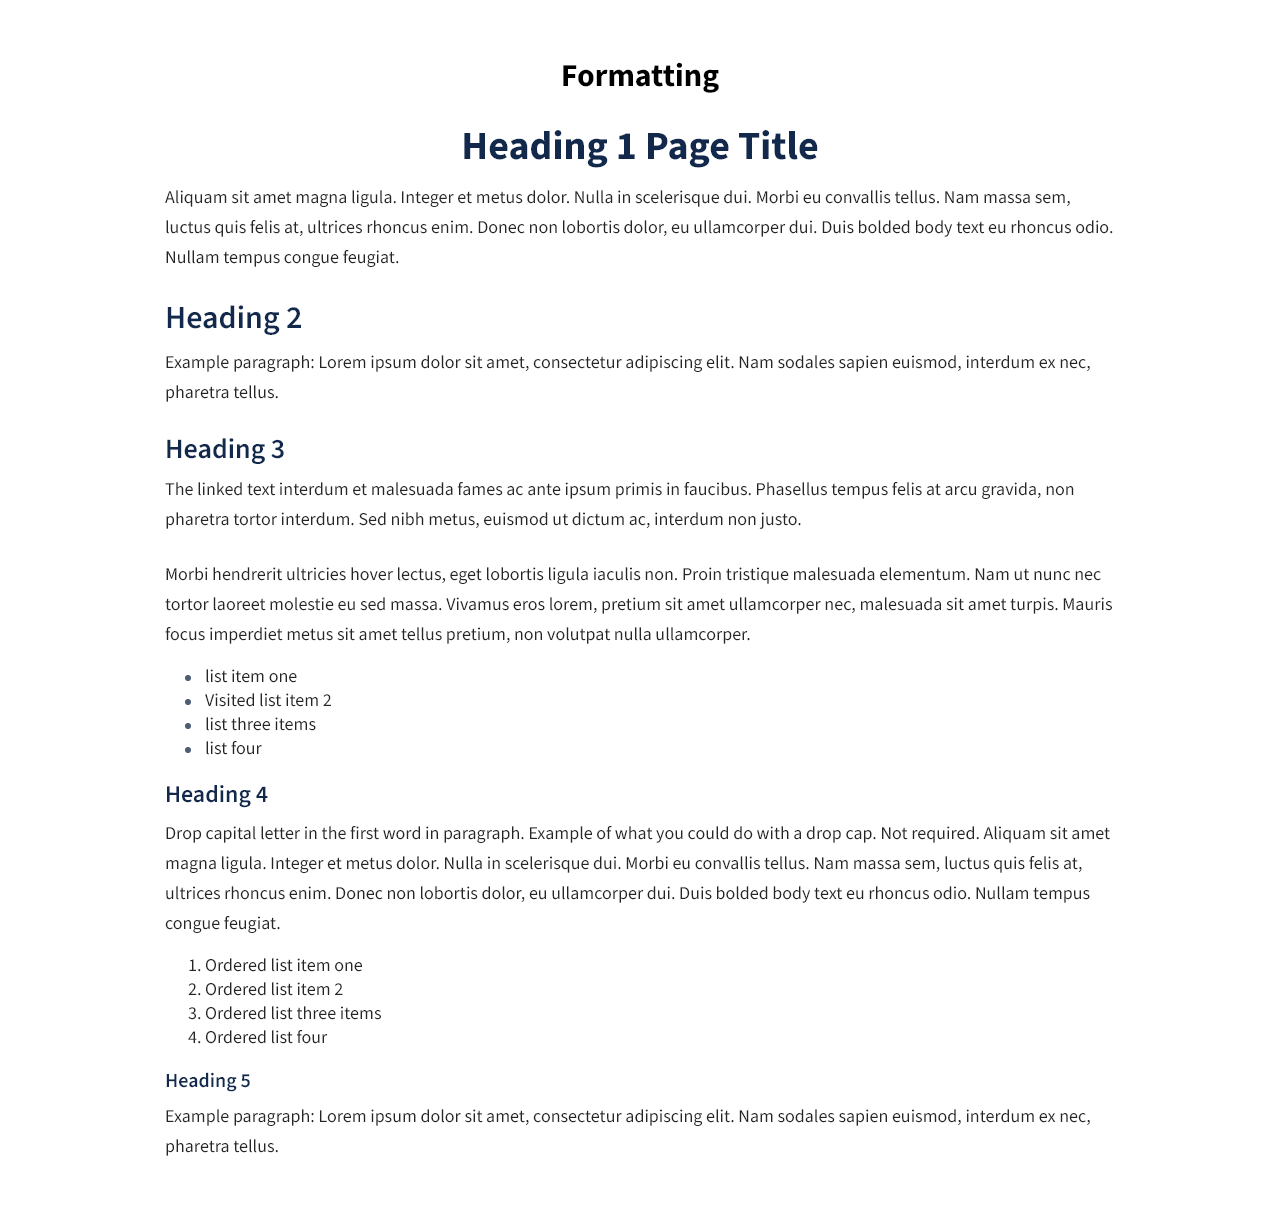 Formatting
Heading 1 Page Title
Aliquam sit amet magna ligula. Integer et metus dolor. Nulla in scelerisque dui. Morbi eu convallis tellus. Nam massa sem,
luctus quis felis at, ultrices rhoncus enim. Donec non lobortis dolor, eu ullamcorper dui. Duis bolded body text eu rhoncus odio.
Nullam tempus congue feugiat.
Heading 2
Example paragraph: Lorem ipsum dolor sit amet, consectetur adipiscing elit. Nam sodales sapien euismod, interdum ex nec,
pharetra tellus.
Heading 3
The linked text interdum et malesuada fames ac ante ipsum primis in faucibus. Phasellus tempus felis at arcu gravida, non
pharetra tortor interdum. Sed nibh metus, euismod ut dictum ac, interdum non justo.
Morbi hendrerit ultricies hover lectus, eget lobortis ligula iaculis non. Proin tristique malesuada elementum. Nam ut nunc nec
tortor laoreet molestie eu sed massa. Vivamus eros lorem, pretium sit amet ullamcorper nec, malesuada sit amet turpis. Mauris
focus imperdiet metus sit amet tellus pretium, non volutpat nulla ullamcorper.
• list item one
• Visited list item 2
• list three items
• list four
Heading 4
Drop capital letter in the first word in paragraph. Example of what you could do with a drop cap. Not required. Aliquam sit amet
magna ligula. Integer et metus dolor. Nulla in scelerisque dui. Morbi eu convallis tellus. Nam massa sem, luctus quis felis at,
ultrices rhoncus enim. Donec non lobortis dolor, eu ullamcorper dui. Duis bolded body text eu rhoncus odio. Nullam tempus
congue feugiat.
1. Ordered list item one
2. Ordered list item 2
3. Ordered list three items
4. Ordered list four
Heading 5
Example paragraph: Lorem ipsum dolor sit amet, consectetur adipiscing elit. Nam sodales sapien euismod, interdum ex nec,
pharetra tellus.